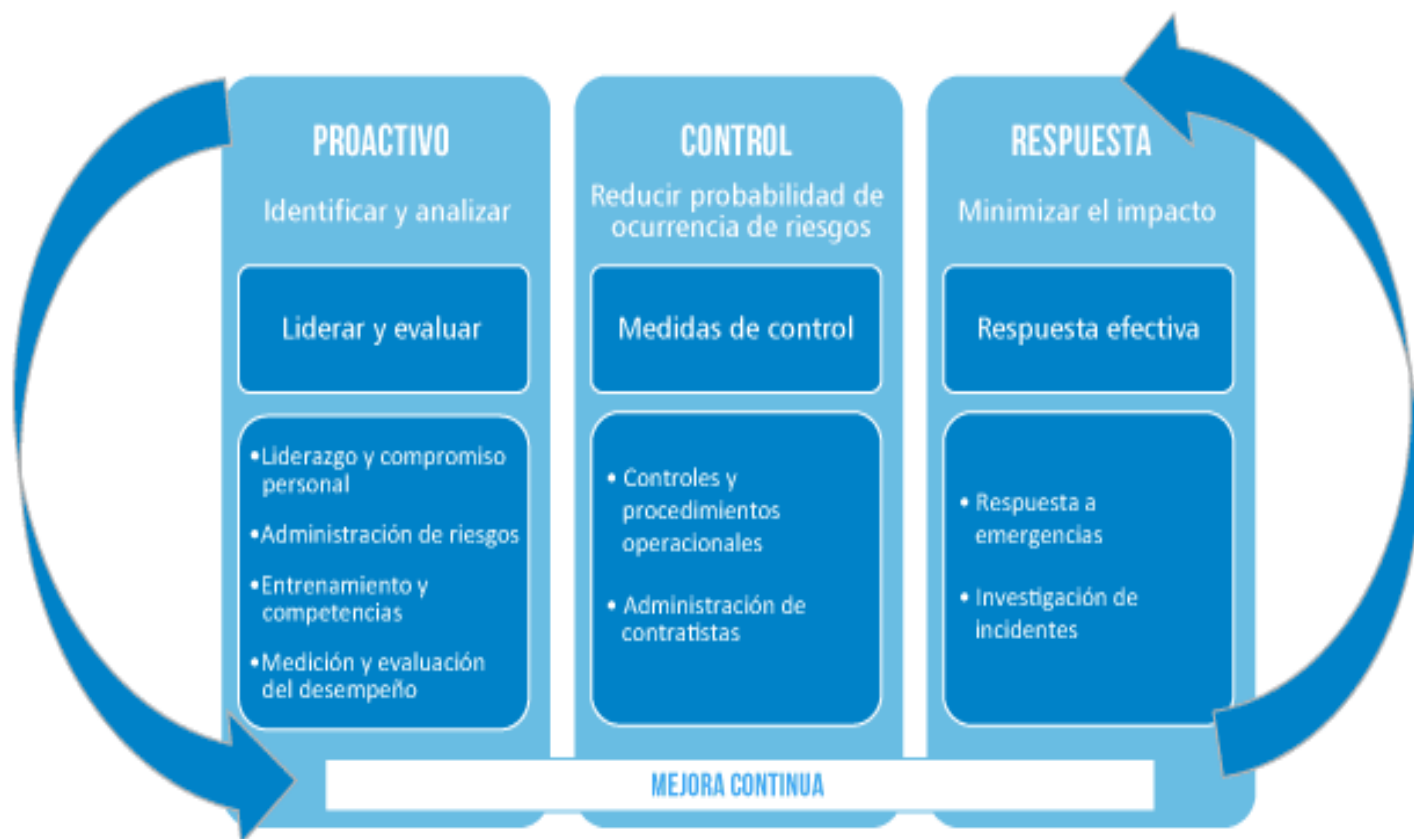 PROACTIVO
Identificar y analizar
Liderar y evaluar
•Liderazgo y compromiso
personal
•Administración de riesgos
•Entrenamiento y
competencias
•Medición y evaluación
del desempeño
CONTROL
Reducir probabilidad de
ocurrencia de riesgos
Medidas de control
• Controles y
procedimientos
operacionales
• Administración de
contratistas
RESPUESTA
Minimizar el impacto
Respuesta efectiva
• Respuesta a
emergencias
• Investigación de
incidentes
MEJORA CONTINUA